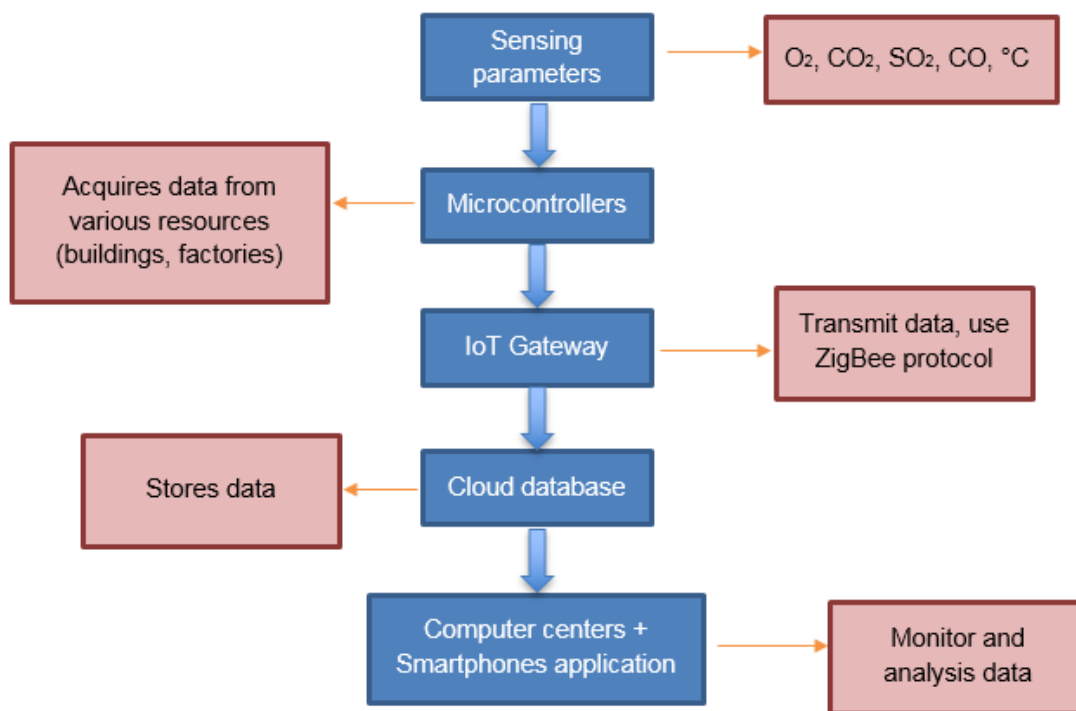 Sensing
parameters
O₂, CO₂, SO₂, CO, °C
Acquires data from
various resources
(buildings, factories)
Microcontrollers
IoT Gateway
Transmit data, use
ZigBee protocol
Stores data
Cloud database
Computer centers +
Smartphones application
Monitor and
analysis data